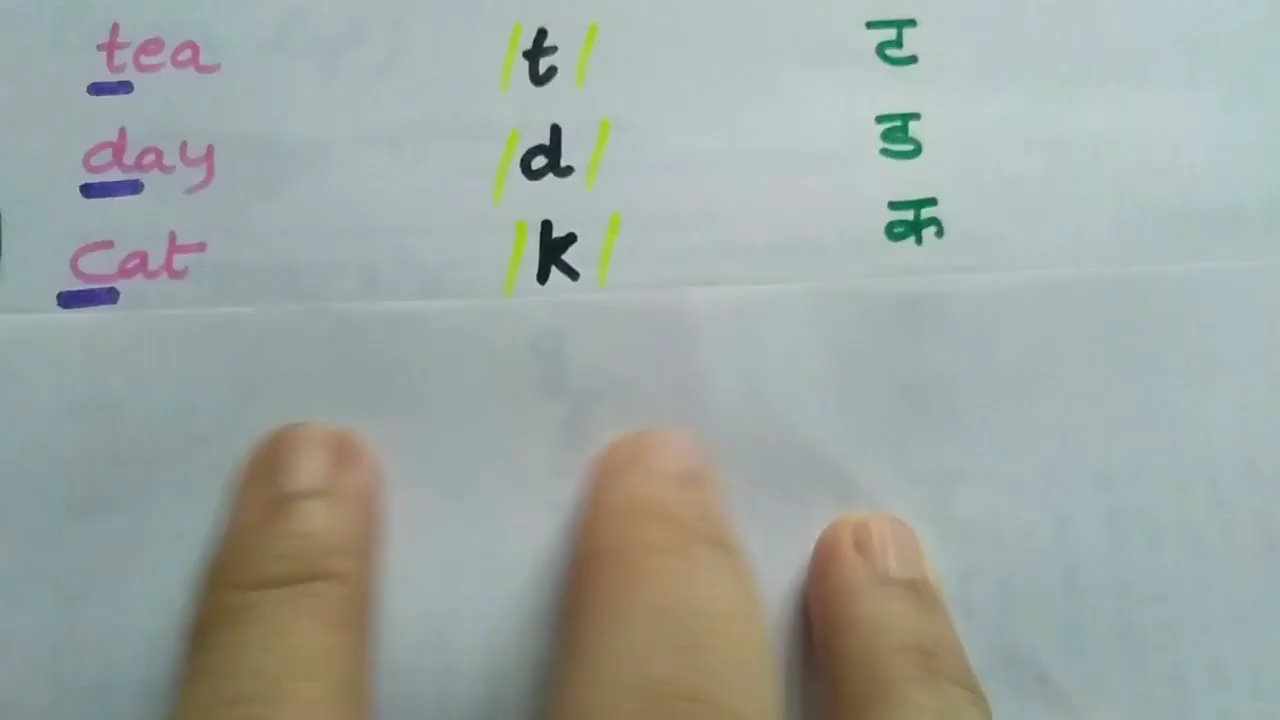 tea /t/ ट
day /d/ ड
cat /k/ क